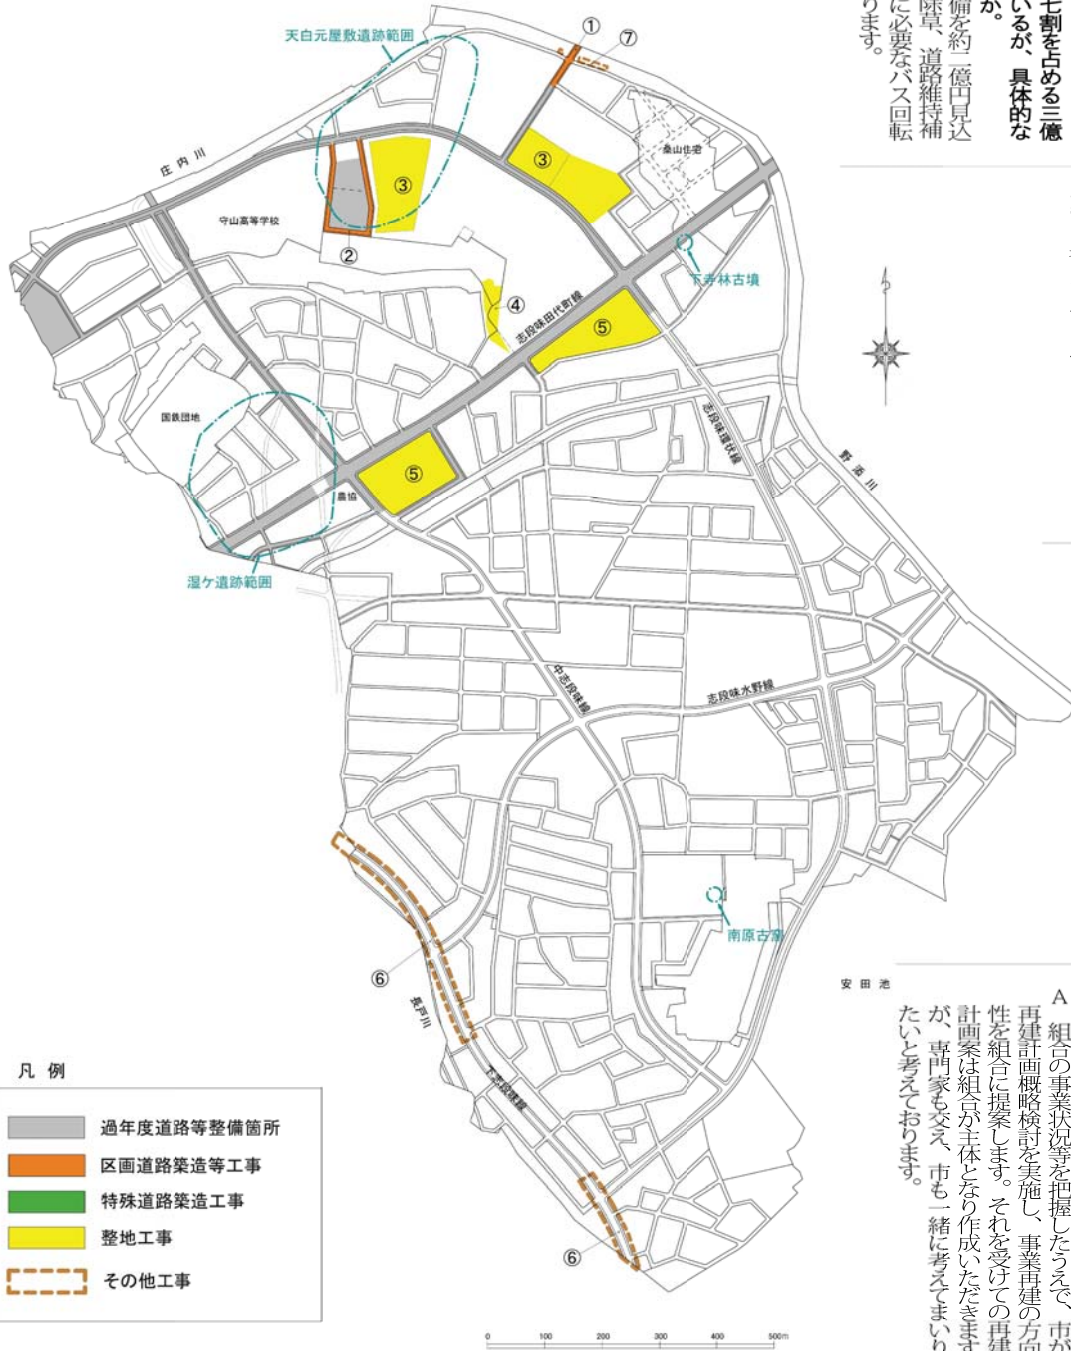 七割を占める三億
いるが、具体的な
か。
備を約二億円見込
除草、道路維持補
に必要なバス回転
ります。
天白元屋敷遺跡範囲
①
⑦
庄内川
桑山住宅
③
③
守山高等学校
②
下寺林古墳
④
志段味田代町線
⑤
国鉄団地
志段味環状線
野添川
⑤
農協
湿ケ遺跡範囲
中志段味線
志段味水野線
南原古窯
⑥
長戸川
安田池
A 組合の事業状況等を把握したうえで、市が
再建計画概略検討を実施し、事業再建の方向
性を組合に提案します。それを受けての再建
計画案は組合が主体となり作成いただきます
が、専門家も交え、市も一緒に考えてまいり
たいと考えております。
下志段味線
⑥
凡例
過年度道路等整備箇所
区画道路築造等工事
特殊道路築造工事
整地工事
その他工事
0 100 200 300 400 500m